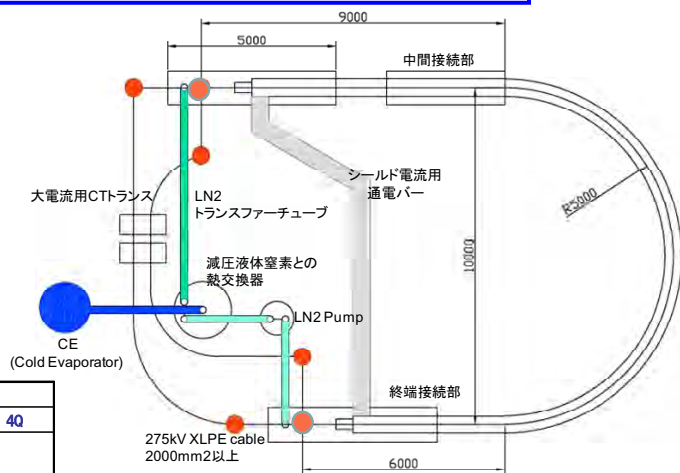 9000
5000
中間接続部
大電流用CTトランス
LN2
トランスファーチューブ
シールド電流用
通電バー
R5000
10000
減圧液体窒素との
熱交換器
LN2 Pump
CE
(Cold Evaporator)
4Q
終端接続部
275kV XLPE cable
2000mm2以上
6000